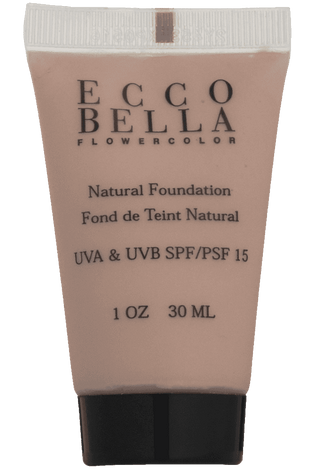 ECCO
BELLA
FLOWERCOLOR
Natural Foundation
Fond de Teint Natural
UVA & UVB SPF/PSF 15
1 OZ 30 ML